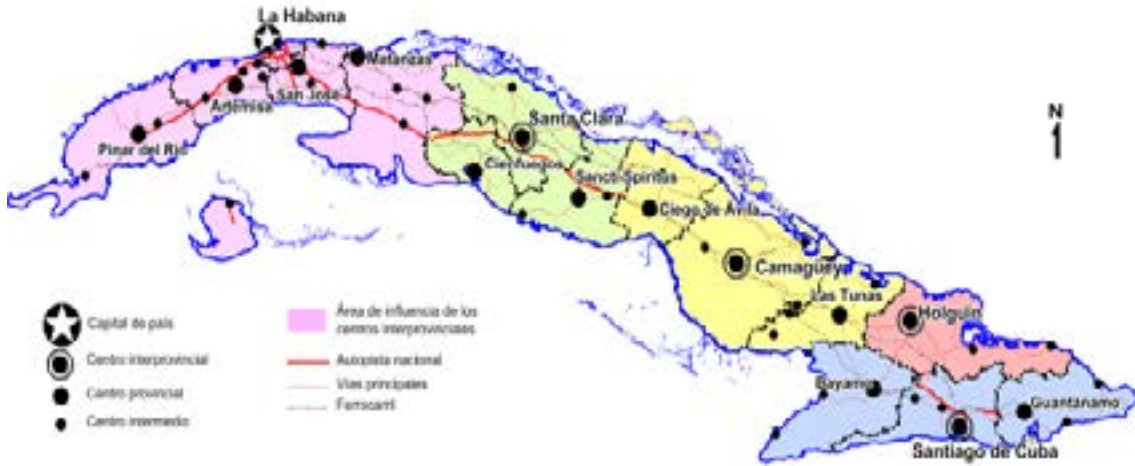 La Habana
Matanzas
San José
Artemisa
Pinar del Río
Santa Clara
Cienfuegos
Sancti-Spíritus
Ciego de Avila
Camagüey
Las Tunas
Holguín
Bayamo
Guantánamo
Santiago de Cuba
N
Capital de país
Centro interprovincial
Centro provincial
Centro intermedio
Área de influencia de los
centros interprovinciales
Autopista nacional
Vías principales
Ferrocarril